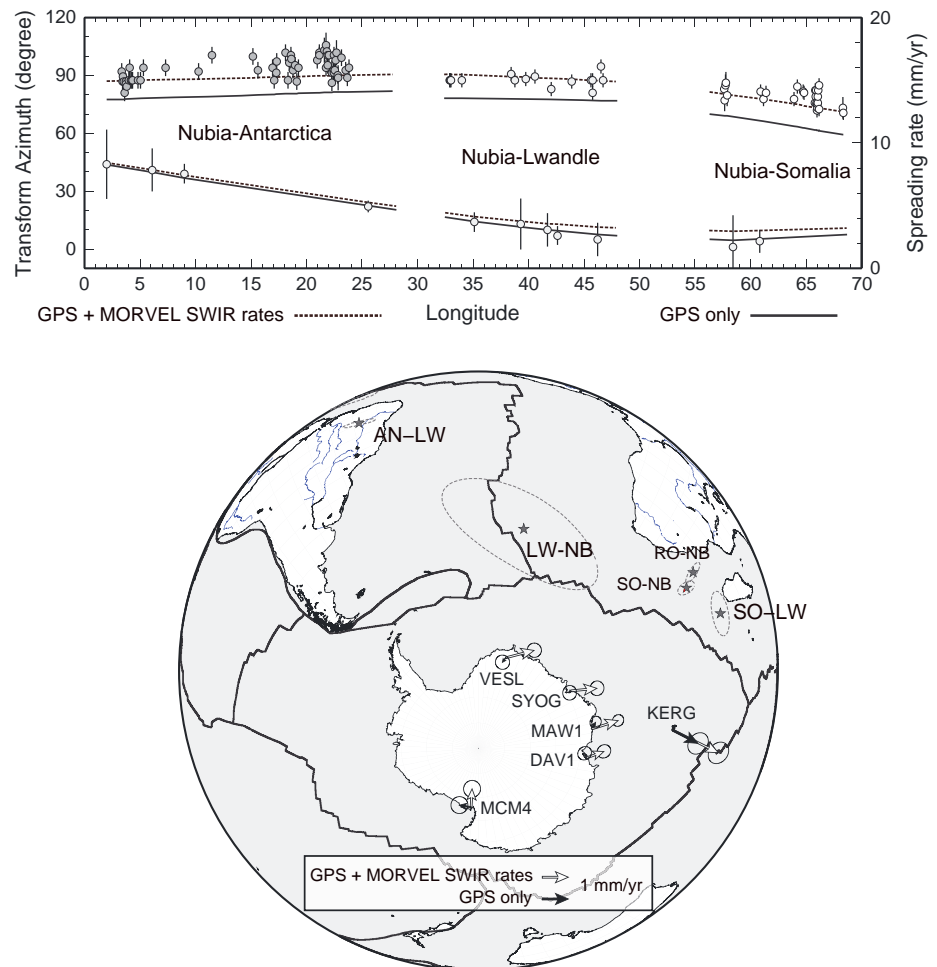 Transform Azimuth (degree)
120
90
60
30
0
Nubia-Antarctica
Nubia-Lwandle
Nubia-Somalia
20
10
0
Spreading rate (mm/yr)
0 5 10 15 20 25 30 35 40 45 50 55 60 65 70
GPS + MORVEL SWIR rates
Longitude
GPS only
AN–LW
LW-NB
RO-NB
SO-NB
SO–LW
VESL
SYOG
KERG
MAW1
DAV1
MCM4
GPS + MORVEL SWIR rates
1 mm/yr
GPS only